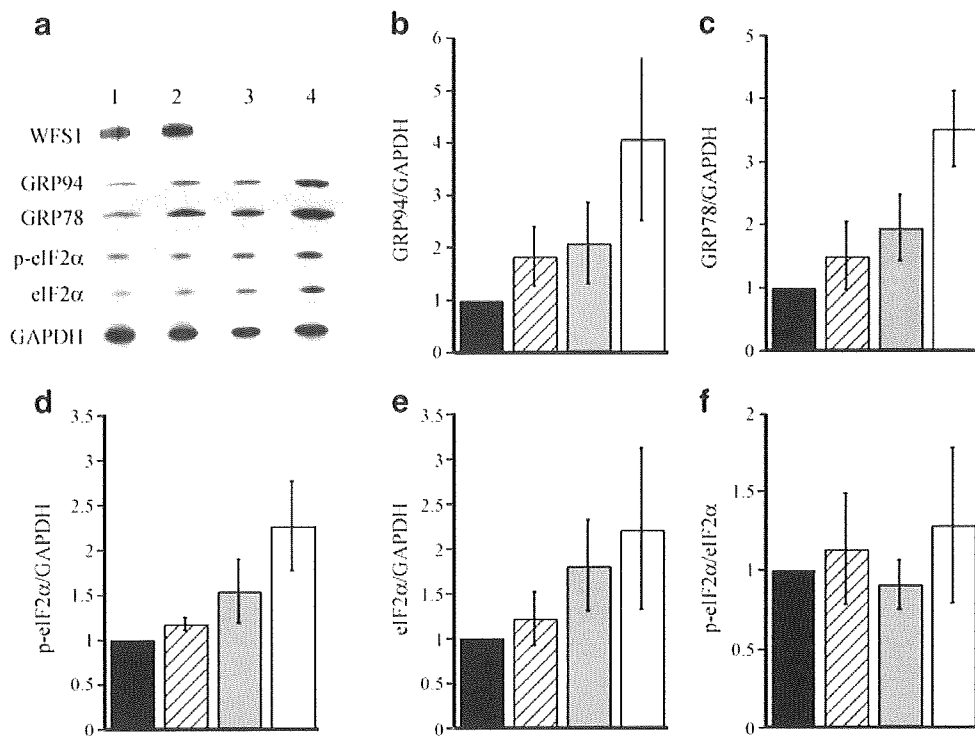 a
1 2 3 4
WFS1
GRP94
GRP78
p-eIF2α
eIF2α
GAPDH
b
GRP94/GAPDH
6
5
4
3
2
1
0
c
GRP78/GAPDH
5
4
3
2
1
0
d
p-eIF2α/GAPDH
3.5
3
2.5
2
1.5
1
0.5
0
e
eIF2α/GAPDH
3.5
3
2.5
2
1.5
1
0.5
0
f
p-eIF2α/eIF2α
2
1.5
1
0.5
0